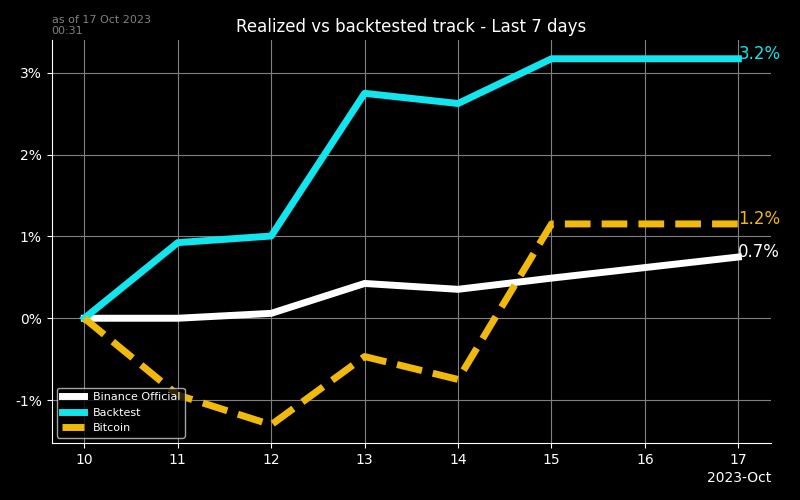 as of 17 Oct 2023
00:31
Realized vs backtested track - Last 7 days
3%
2%
1%
0%
-1%
3.2%
1.2%
0.7%
Binance Official
Backtest
Bitcoin
10 11 12 13 14 15 16 17
2023-Oct